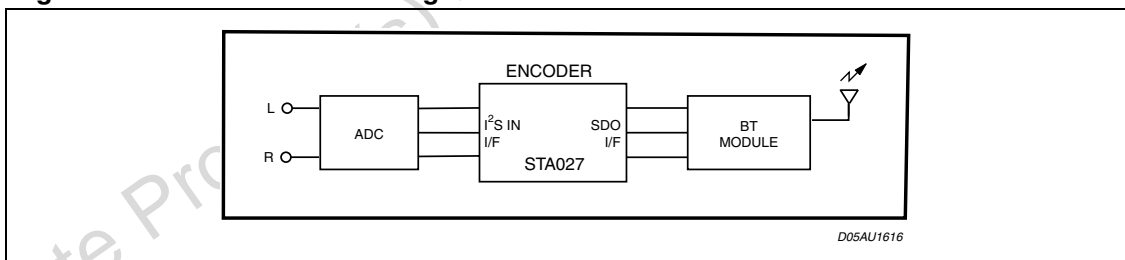 ENCODER
L
R
ADC
I²S IN
I/F
SDO
I/F
STA027
BT
MODULE
D05AU1616